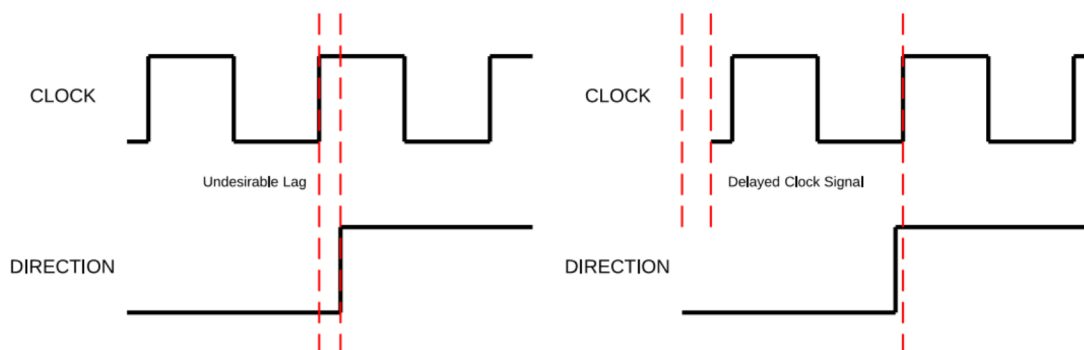 CLOCK
Undesirable Lag
DIRECTION
CLOCK
Delayed Clock Signal
DIRECTION